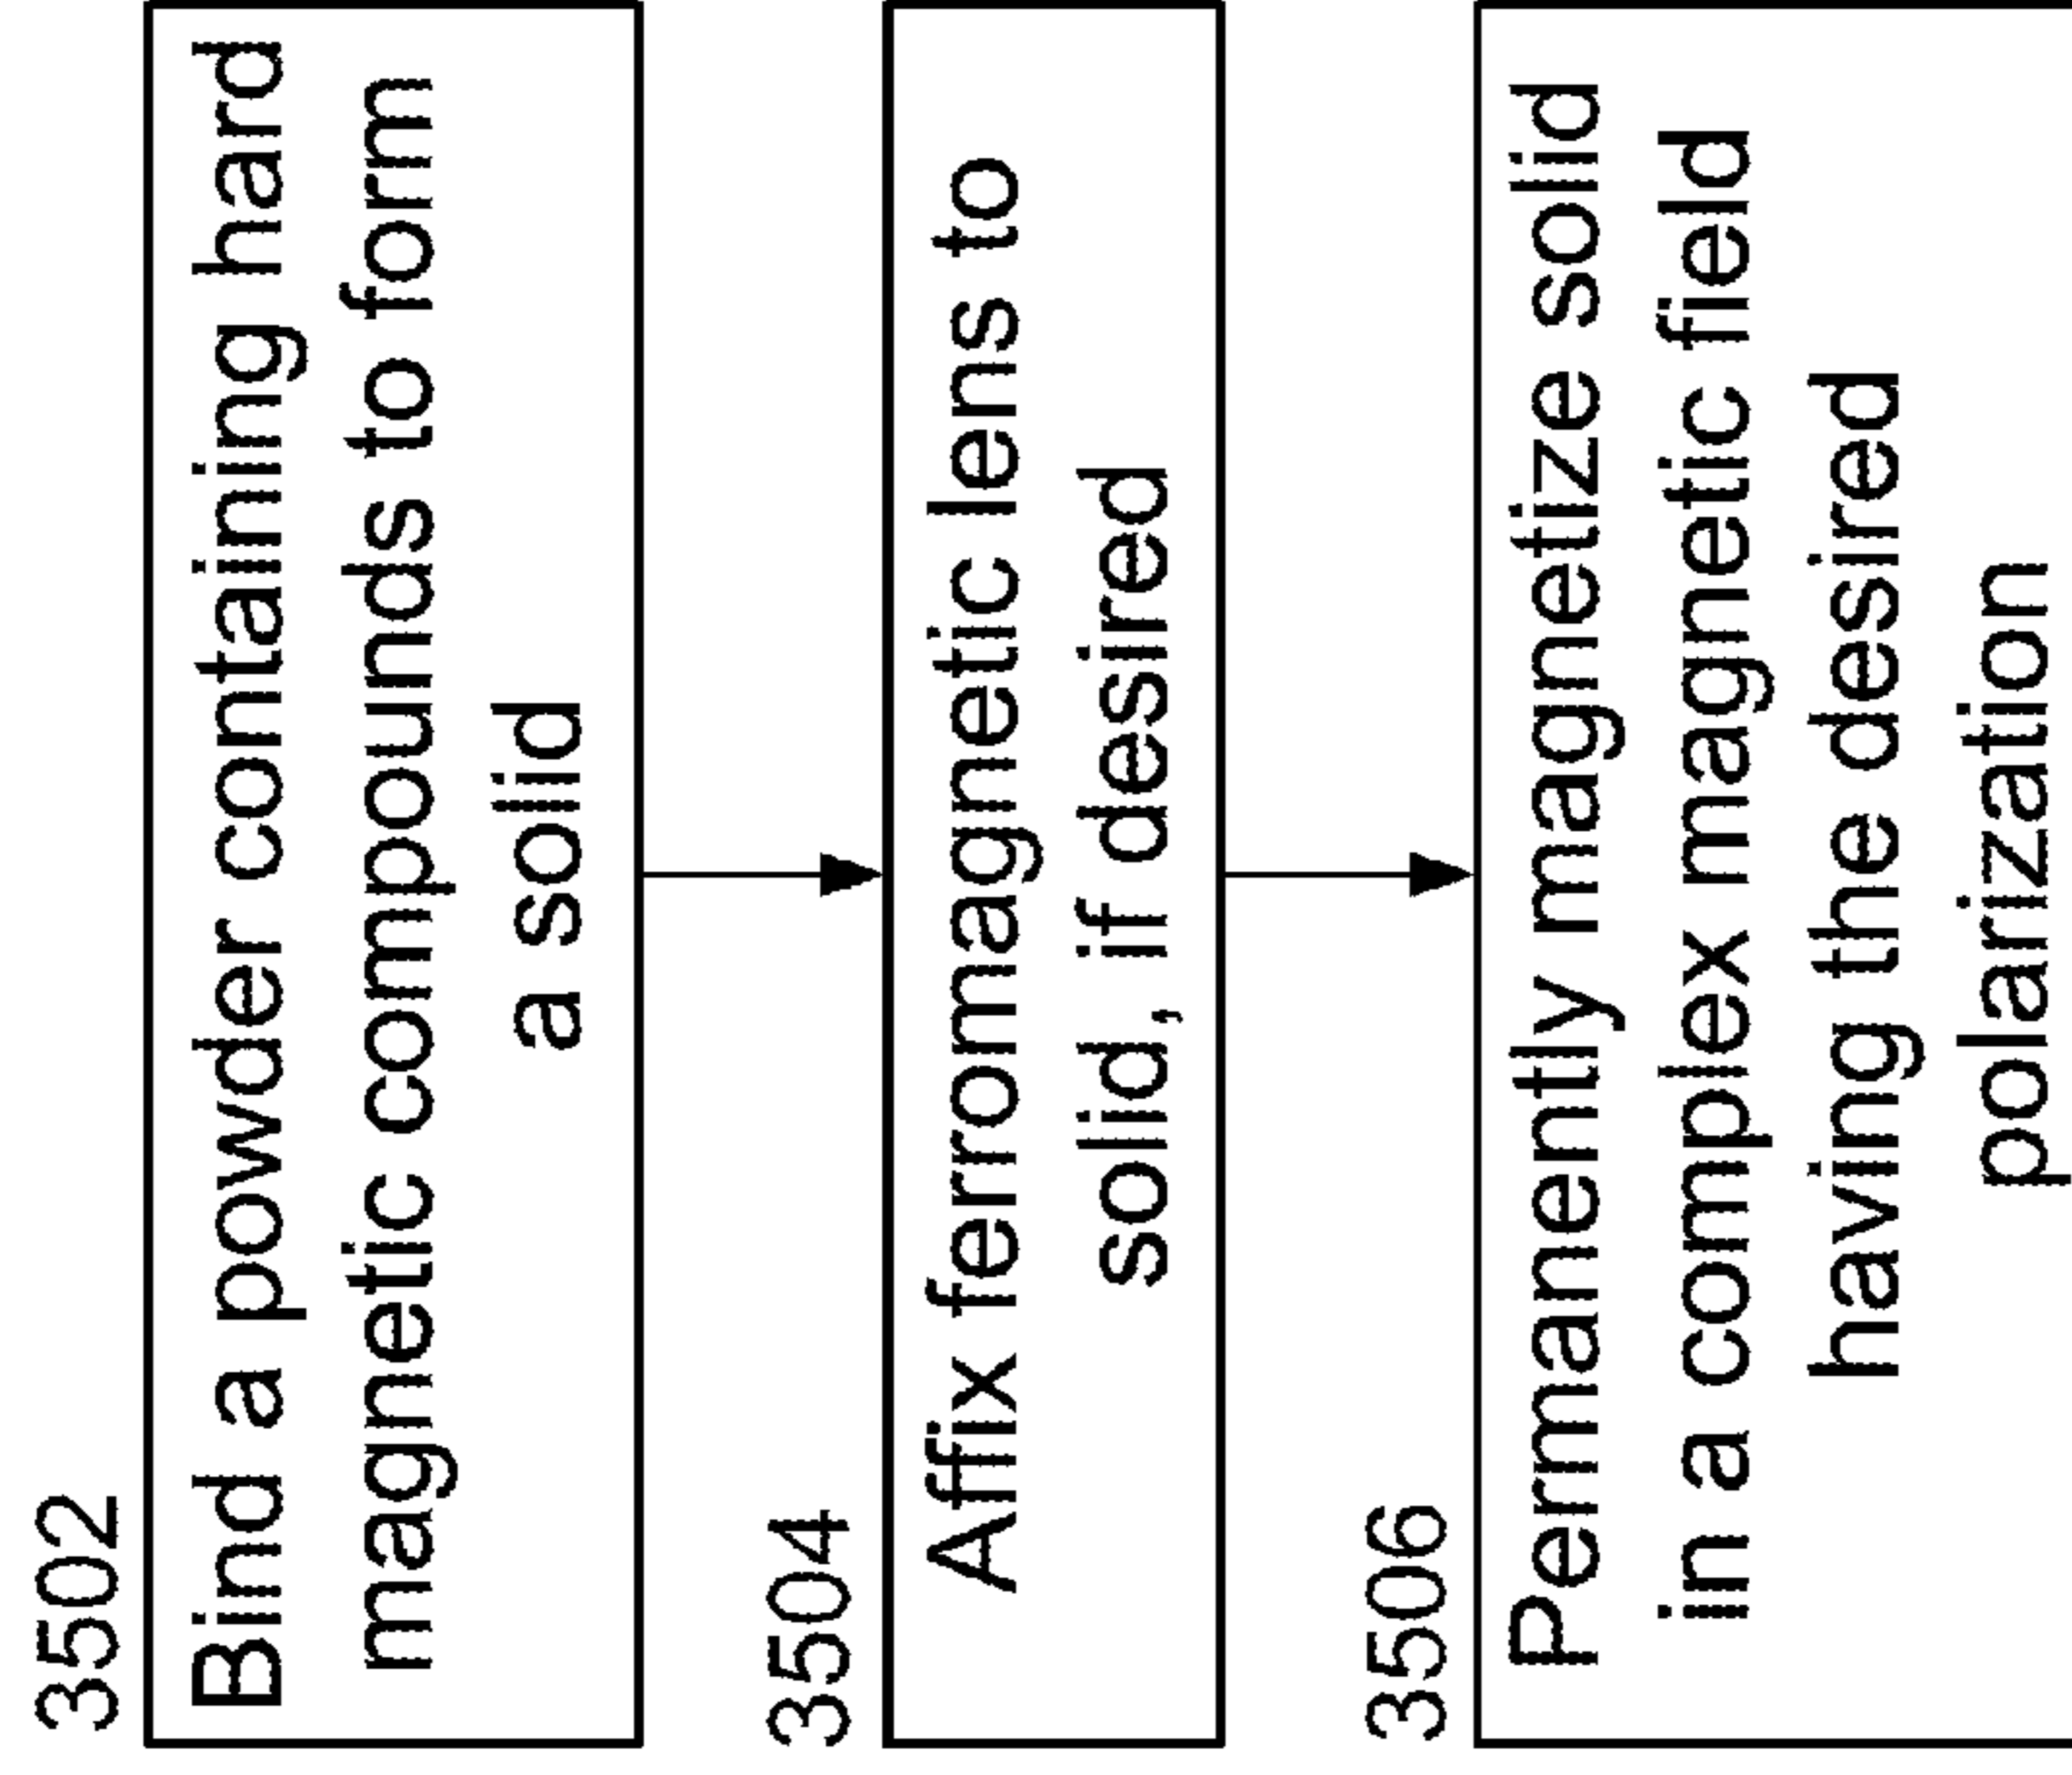 3502
Bind a powder containing hard
magnetic compounds to form
a solid
3504
Affix ferromagnetic lens to
solid, if desired
3506
Permanently magnetize solid
in a complex magnetic field
having the desired
polarization